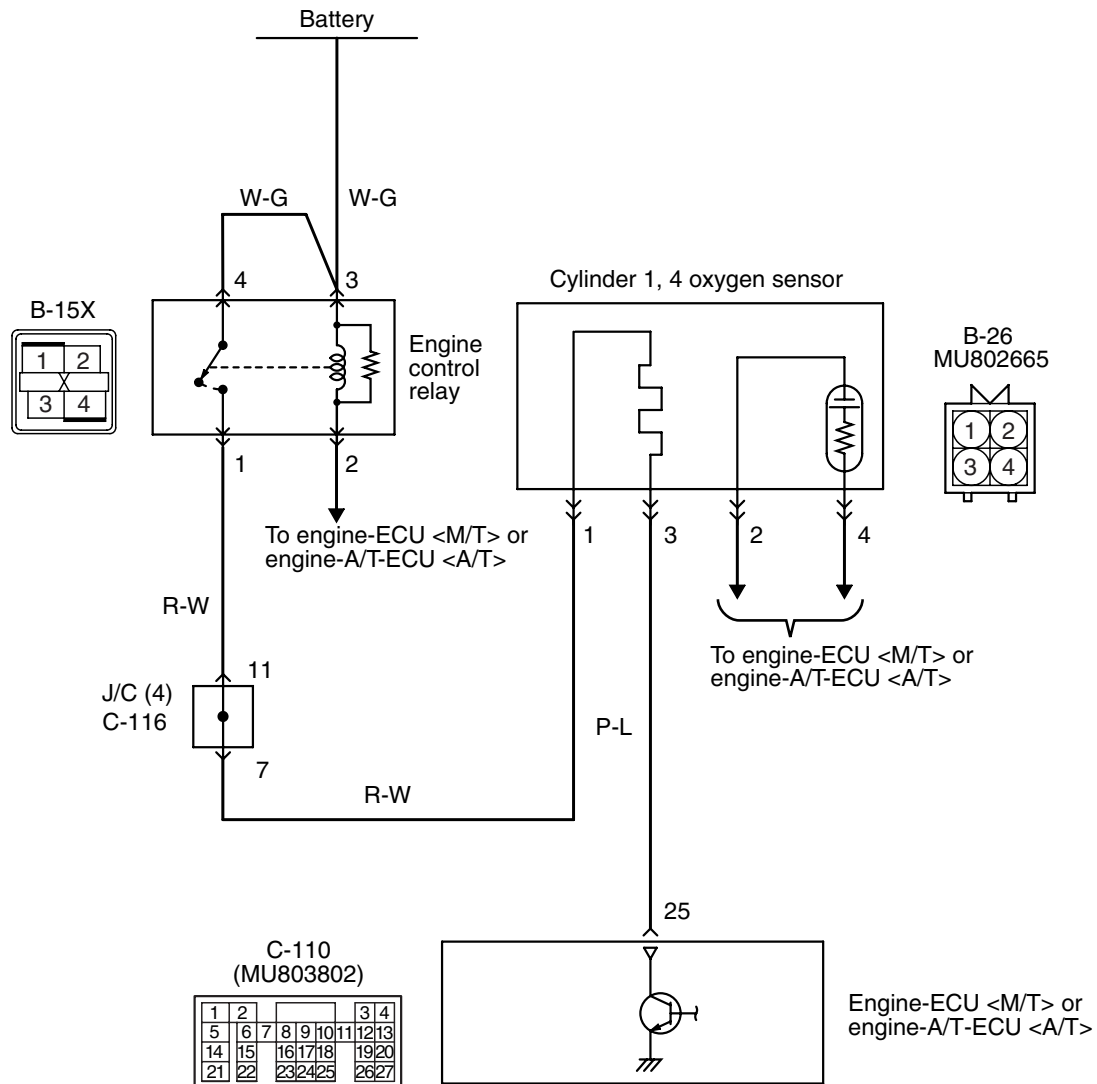 Battery
W-G
W-G
4
3
B-15X
1 2
3 4
Engine
control
relay
1
2
To engine-ECU <M/T> or
engine-A/T-ECU <A/T>
Cylinder 1, 4 oxygen sensor
B-26
MU802665
1 2
3 4
1
3
2
4
To engine-ECU <M/T> or
engine-A/T-ECU <A/T>
R-W
11
J/C (4)
C-116
7
R-W
P-L
25
C-110
(MU803802)
1 2 3 4
5 6 7 8 9 10 11 12 13
14 15 16 17 18 19 20
21 22 23 24 25 26 27
Engine-ECU <M/T> or
engine-A/T-ECU <A/T>